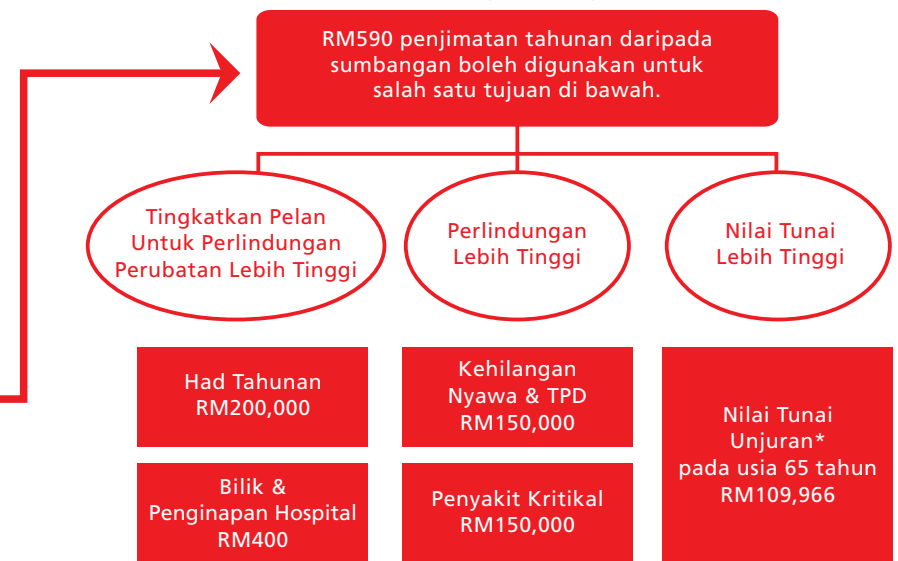 RM590 penjimatan tahunan daripada
sumbangan boleh digunakan untuk
salah satu tujuan di bawah.
Tingkatkan Pelan
Untuk Perlindungan
Perubatan Lebih Tinggi
Perlindungan
Lebih Tinggi
Nilai Tunai
Lebih Tinggi
Had Tahunan
RM200,000
Bilik &
Penginapan Hospital
RM400
Kehilangan
Nyawa & TPD
RM150,000
Penyakit Kritikal
RM150,000
Nilai Tunai
Unjuran*
pada usia 65 tahun
RM109,966